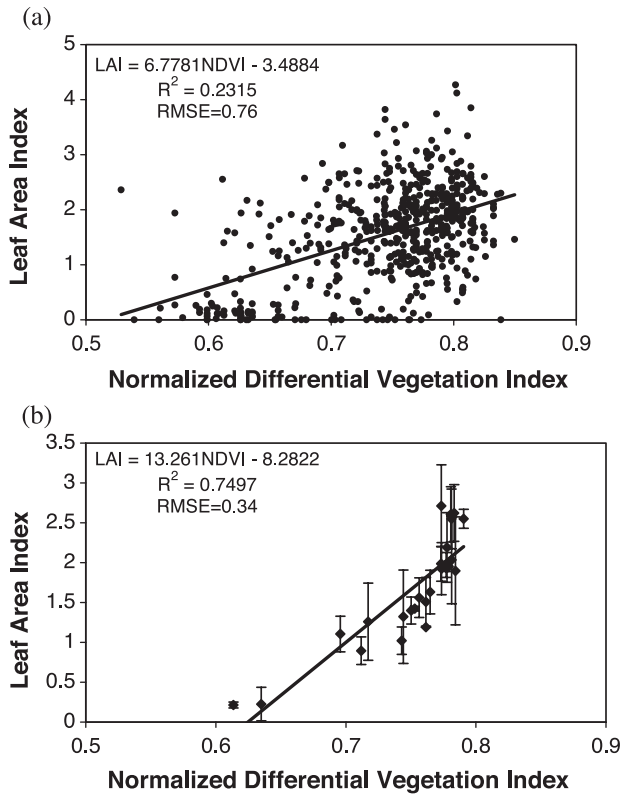 (a)
LAI = 6.7781NDVI - 3.4884
R² = 0.2315
RMSE=0.76
5
4
3
2
1
0
Leaf Area Index
0.5 0.6 0.7 0.8 0.9
Normalized Differential Vegetation Index
(b)
LAI = 13.261NDVI - 8.2822
R² = 0.7497
RMSE=0.34
3.5
3
2.5
2
1.5
1
0.5
0
Leaf Area Index
0.5 0.6 0.7 0.8 0.9
Normalized Differential Vegetation Index